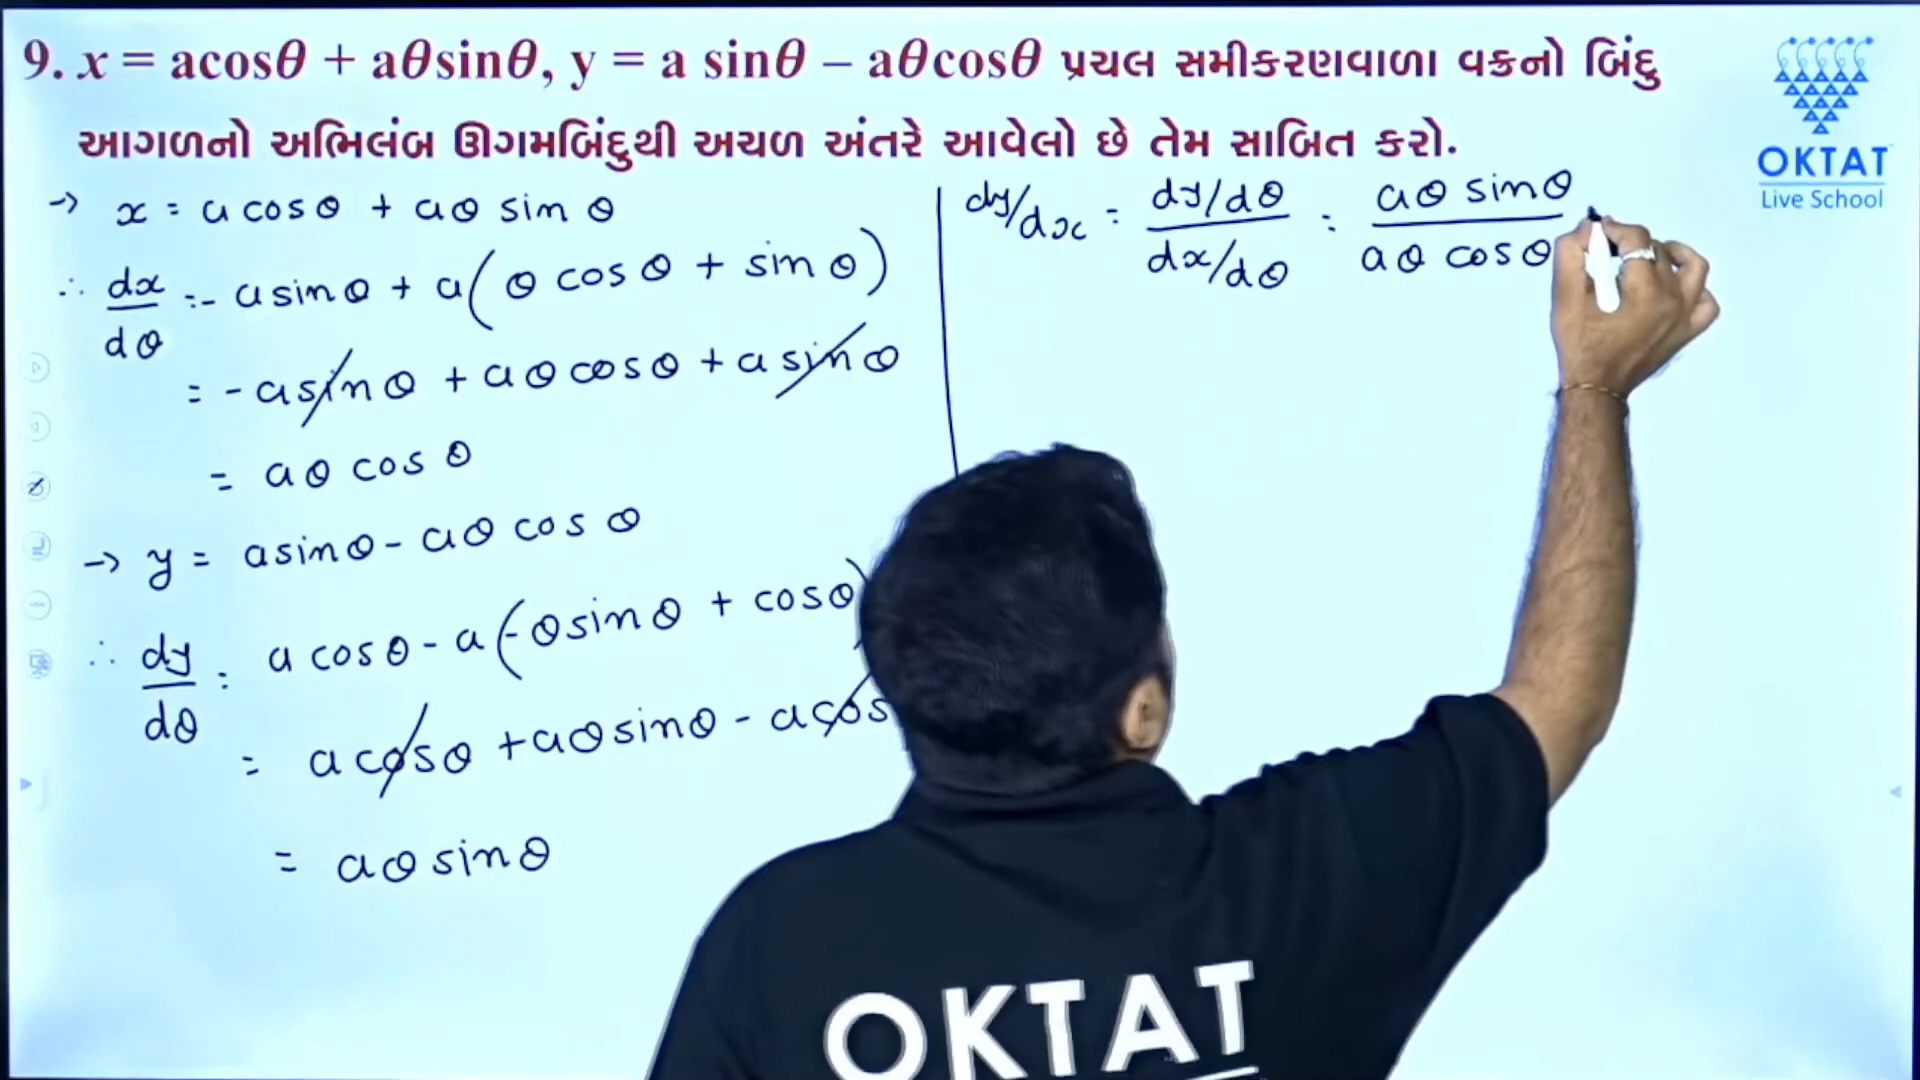 9. x = acosθ + aθsinθ, y = a sinθ – aθcosθ પ્રચલ સમીકરણવાળા વક્રનો બિંદુ
આગળનો અભિલંબ ઊગમબિંદુથી અચળ અંતરે આવેલો છે તેમ સાબિત કરો.
OKTAT
Live School
→ x = a cos θ + aθ sin θ
∴ dx/dθ = - a sin θ + a(θ cos θ + sin θ)
= - a sin θ + aθ cos θ + a sin θ
= aθ cos θ
→ y = a sin θ - aθ cos θ
∴ dy/dθ = a cos θ - a(-θ sin θ + cos θ)
= a cos θ + aθ sin θ - a cos
= aθ sin θ
dy/dx = dy/dθ / dx/dθ = aθ sin θ / aθ cos θ
OKTAT